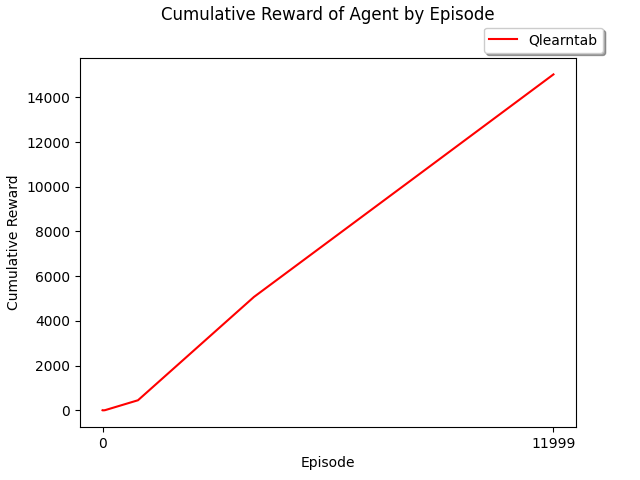 Cumulative Reward of Agent by Episode
Qlearntab
14000
12000
10000
8000
6000
4000
2000
0
Cumulative Reward
0
11999
Episode